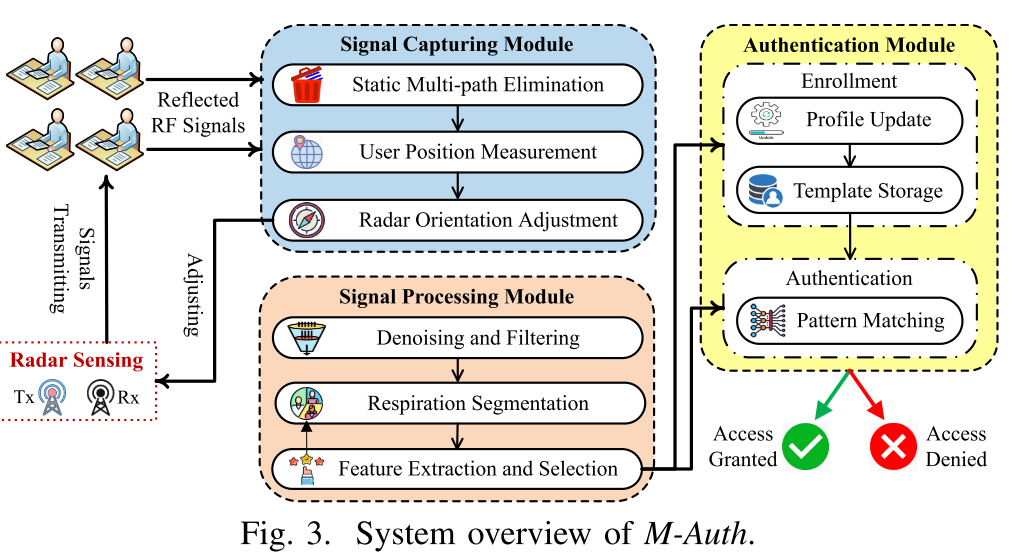 Reflected
RF Signals
Signals
Transmitting
Adjusting
Radar Sensing
Tx
Rx
Signal Capturing Module
Static Multi-path Elimination
User Position Measurement
Radar Orientation Adjustment
Signal Processing Module
Denoising and Filtering
Respiration Segmentation
Feature Extraction and Selection
Authentication Module
Enrollment
Update
Profile Update
Template Storage
Authentication
Pattern Matching
Access
Granted
Access
Denied
Fig. 3. System overview of M-Auth.